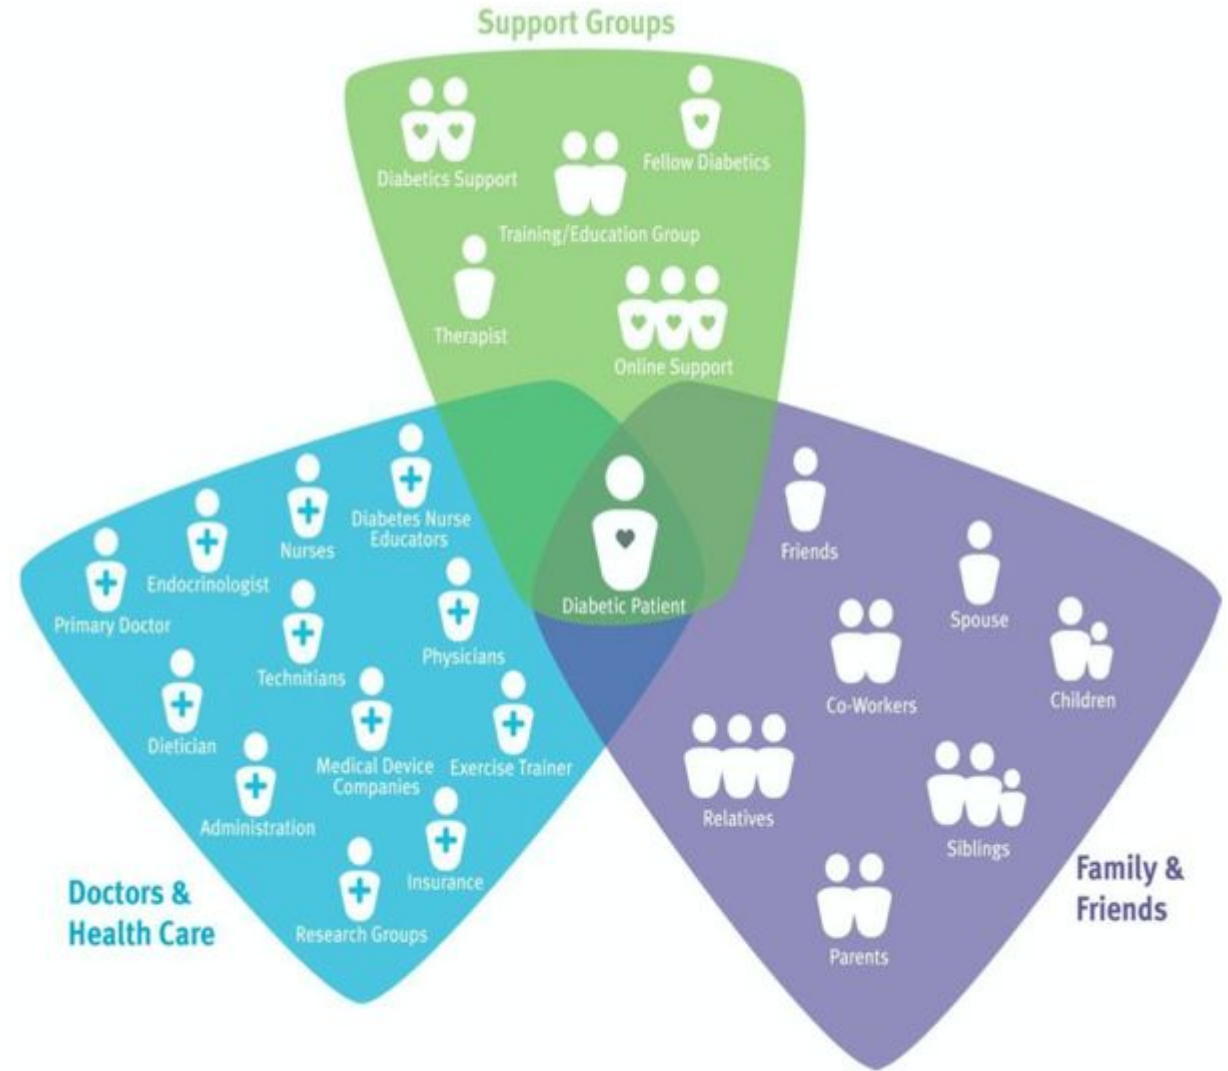 Support Groups
Diabetics Support
Fellow Diabetics
Training/Education Group
Therapist
Online Support
Diabetic Patient
Doctors &
Health Care
Primary Doctor
Endocrinologist
Nurses
Diabetes Nurse
Educators
Physicians
Technitians
Dietician
Medical Device
Companies
Exercise Trainer
Administration
Insurance
Research Groups
Family &
Friends
Friends
Spouse
Co-Workers
Children
Relatives
Siblings
Parents